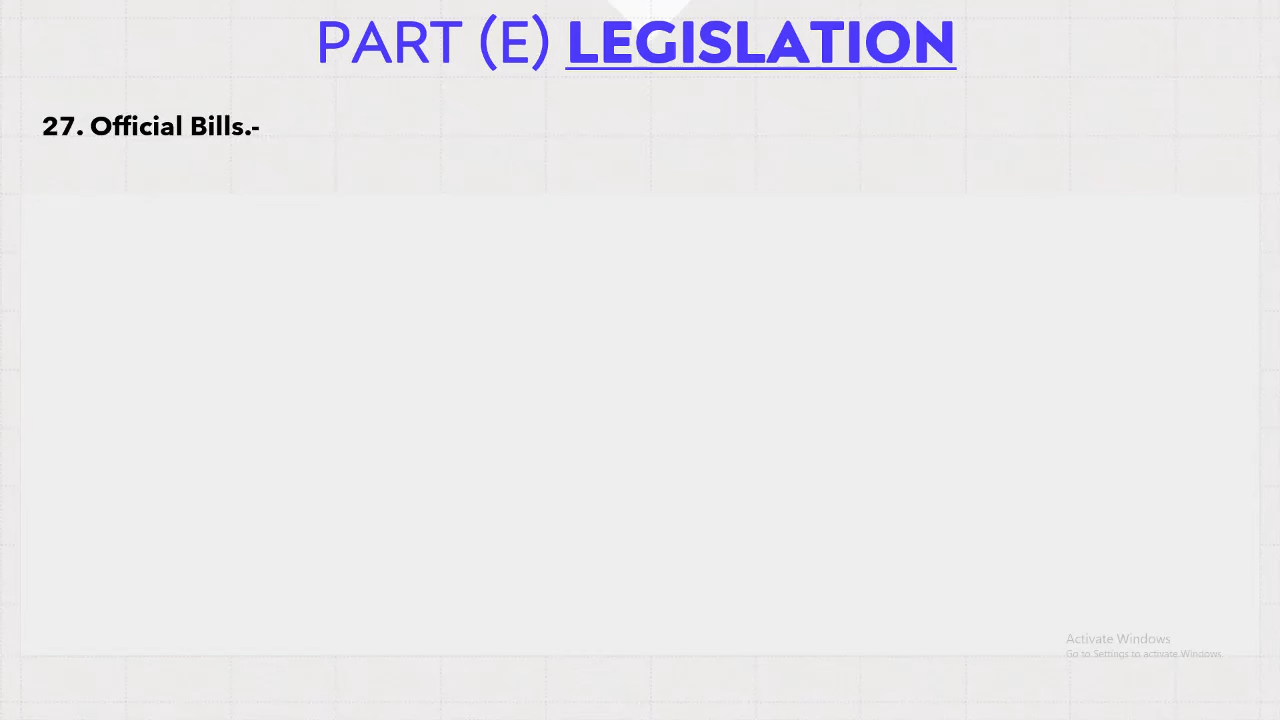 PART (E) LEGISLATION
27. Official Bills.-
Activate Windows
Go to Settings to activate Windows.